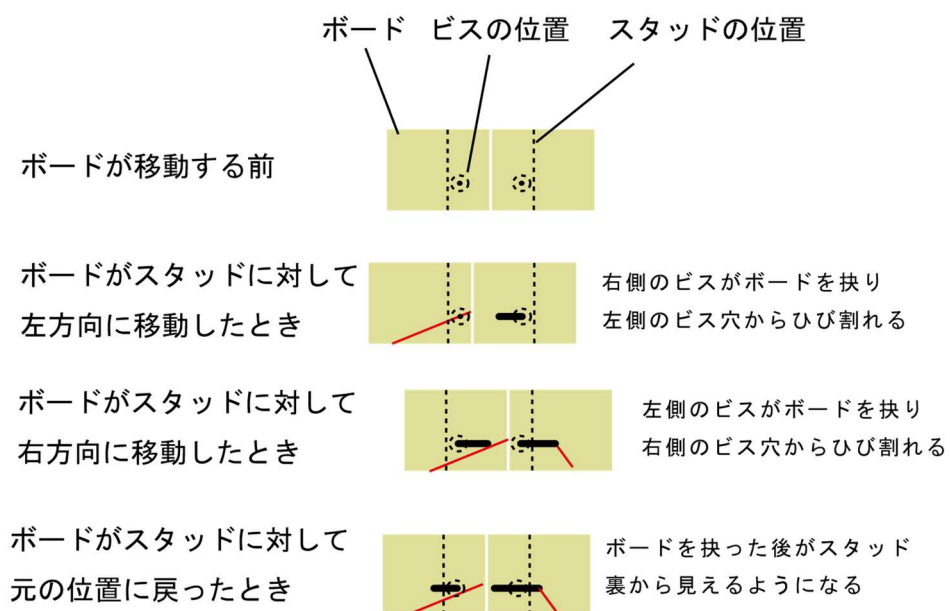 ボード ビスの位置 スタッドの位置
ボードが移動する前
ボードがスタッドに対して
左方向に移動したとき
右側のビスがボードを抉り
左側のビス穴からひび割れる
ボードがスタッドに対して
右方向に移動したとき
左側のビスがボードを抉り
右側のビス穴からひび割れる
ボードがスタッドに対して
元の位置に戻ったとき
ボードを抉った後がスタッド
裏から見えるようになる